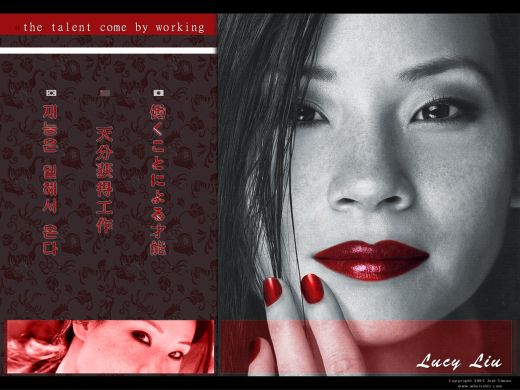 the talent come by working
재능은 일해서 온다
天分获得工作
働くことによる才能
Lucy Liu